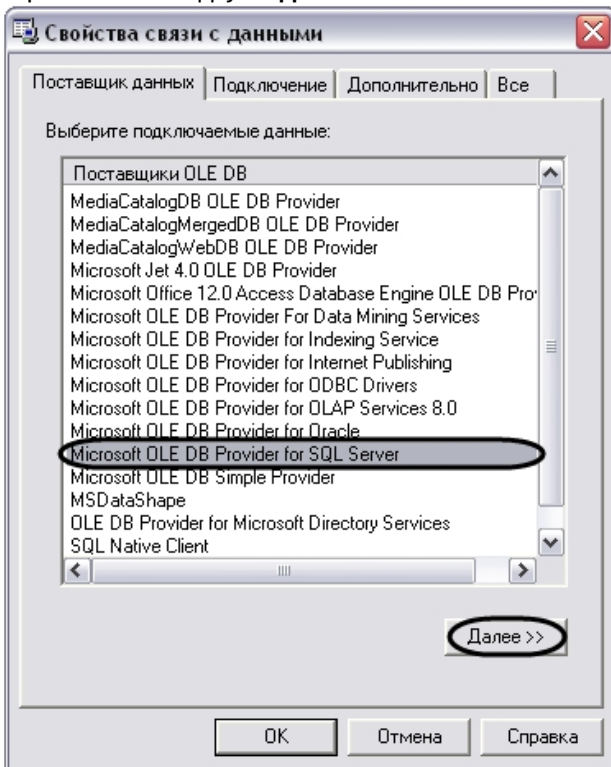 Свойства связи с данными
Поставщик данных
Подключение
Дополнительно
Все
Выберите подключаемые данные:
Поставщики OLE DB
MediaCatalogDB OLE DB Provider
MediaCatalogMergedDB OLE DB Provider
MediaCatalogWebDB OLE DB Provider
Microsoft Jet 4.0 OLE DB Provider
Microsoft Office 12.0 Access Database Engine OLE DB Pro
Microsoft OLE DB Provider For Data Mining Services
Microsoft OLE DB Provider for Indexing Service
Microsoft OLE DB Provider for Internet Publishing
Microsoft OLE DB Provider for ODBC Drivers
Microsoft OLE DB Provider for OLAP Services 8.0
Microsoft OLE DB Provider for Oracle
Microsoft OLE DB Provider for SQL Server
Microsoft OLE DB Simple Provider
MSDataShape
OLE DB Provider for Microsoft Directory Services
SQL Native Client
Далее >>
OK
Отмена
Справка